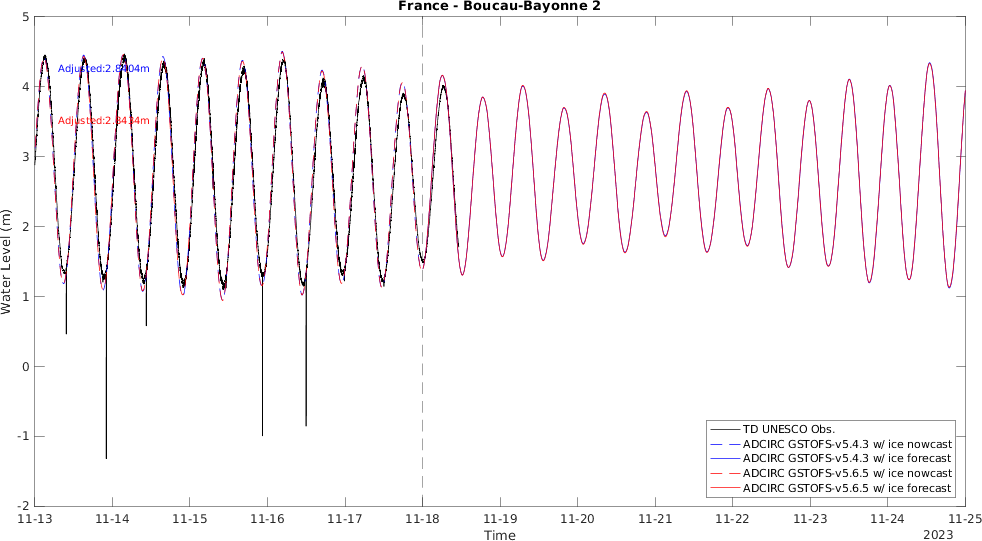 France - Boucau-Bayonne 2
5
4
3
2
1
0
-1
-2
Water Level (m)
Adjusted:2.8404m
Adjusted:2.8434m
TD UNESCO Obs.
ADCIRC GSTOFS-v5.4.3 w/ ice nowcast
ADCIRC GSTOFS-v5.4.3 w/ ice forecast
ADCIRC GSTOFS-v5.6.5 w/ ice nowcast
ADCIRC GSTOFS-v5.6.5 w/ ice forecast
11-13 11-14 11-15 11-16 11-17 11-18 11-19 11-20 11-21 11-22 11-23 11-24 11-25
Time
2023